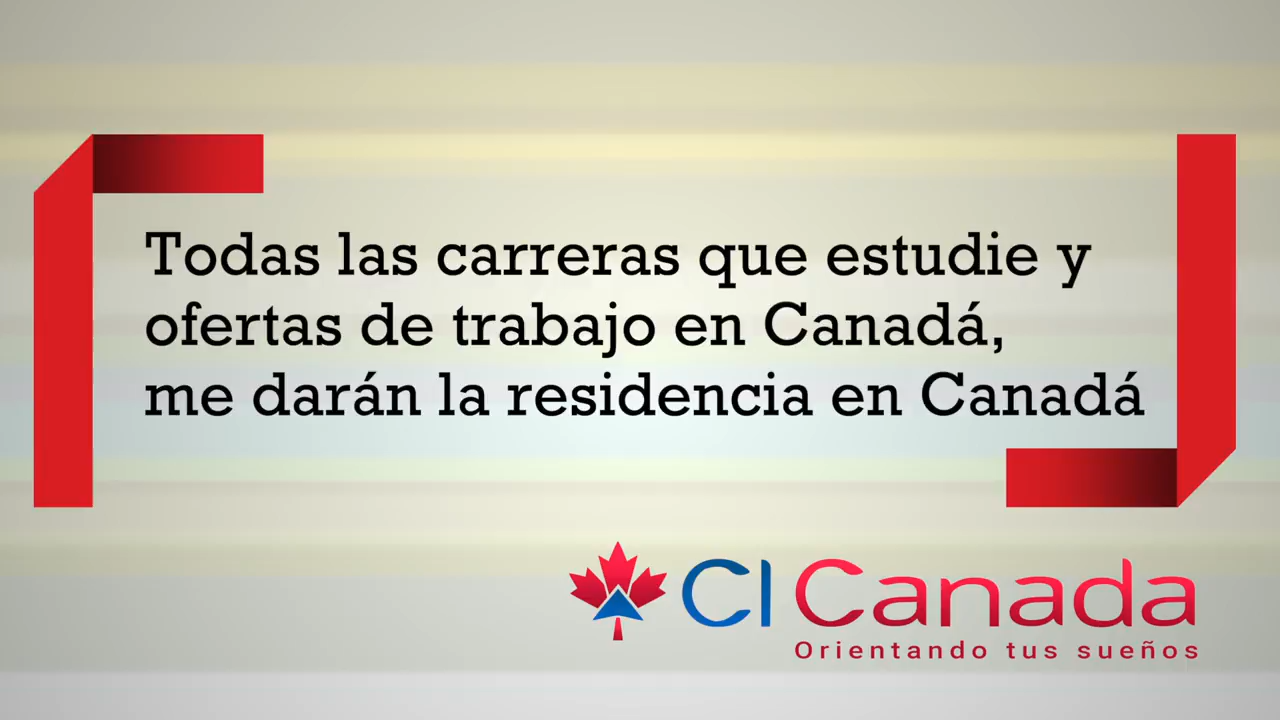 Todas las carreras que estudie y
ofertas de trabajo en Canadá,
me darán la residencia en Canadá
CI Canada
Orientando tus sueños